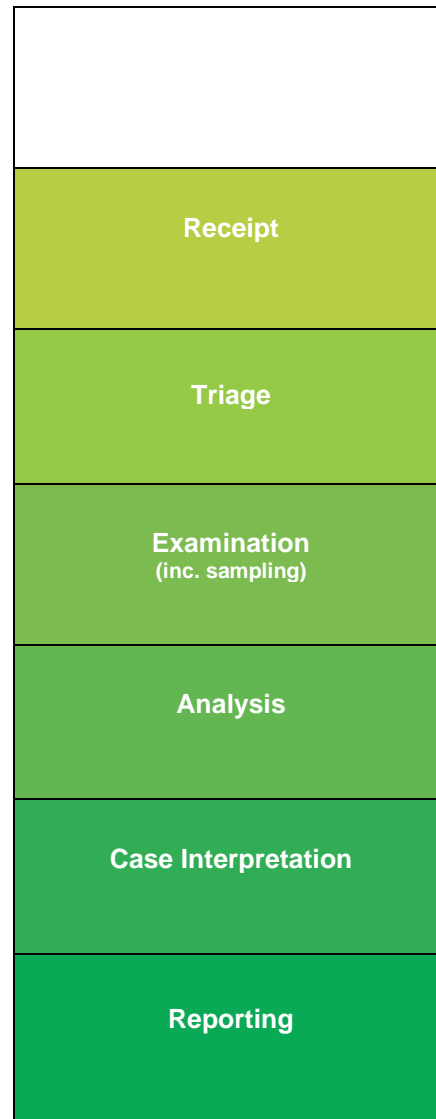 Receipt
Triage
Examination
(inc. sampling)
Analysis
Case Interpretation
Reporting